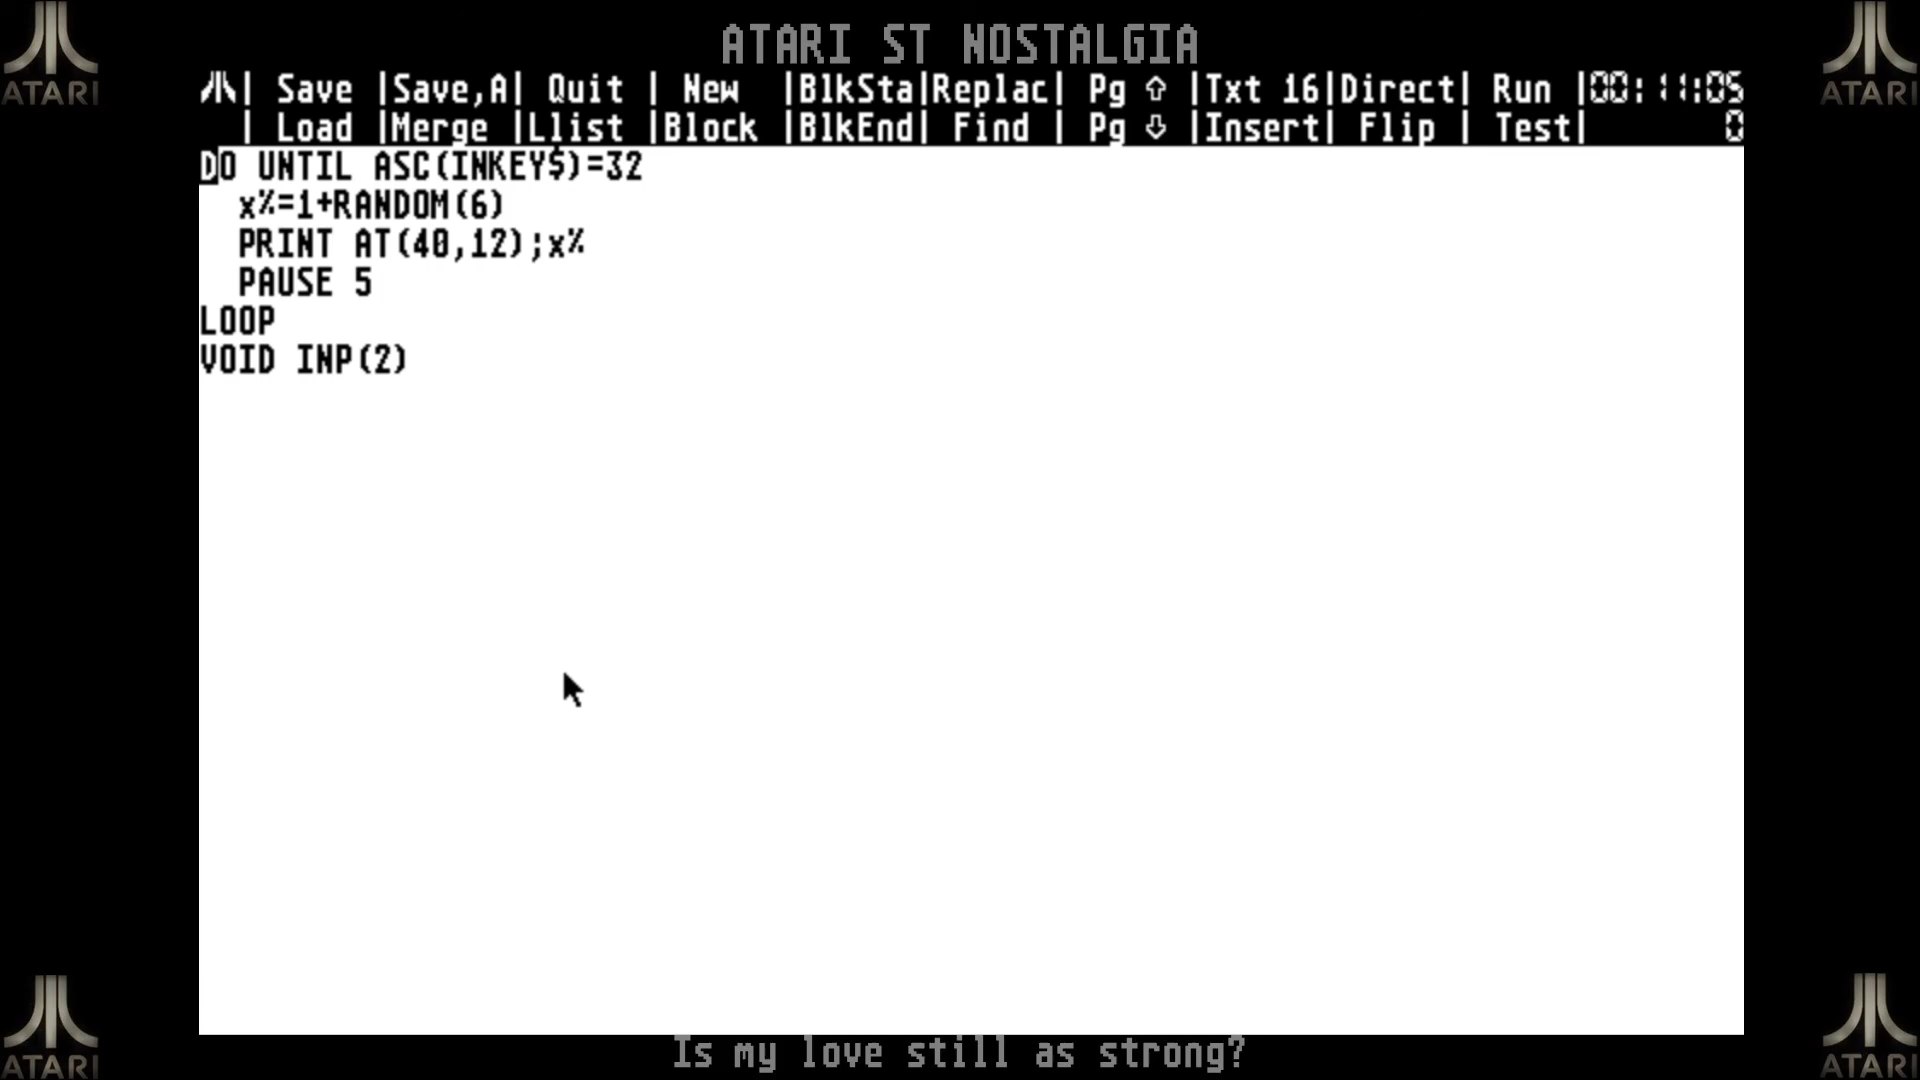 ATARI ST NOSTALGIA
ATARI
ATARI
| Save |Save,A| Quit | New |BlkSta|Replac| Pg ⇧ |Txt 16|Direct| Run |00:11:05
| Load |Merge |Llist |Block |BlkEnd| Find | Pg ⇩ |Insert| Flip | Test| 0
DO UNTIL ASC(INKEY$)=32
x%=1+RANDOM(6)
PRINT AT(40,12);x%
PAUSE 5
LOOP
VOID INP(2)
Is my love still as strong?
ATARI
ATARI